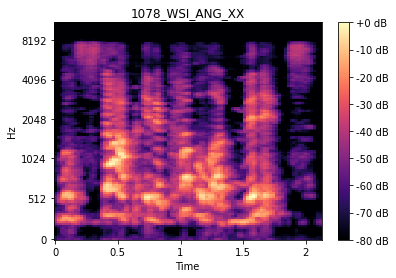 1078_WSI_ANG_XX
+0 dB
8192
-10 dB
4096
-20 dB
-30 dB
2048
Hz
-40 dB
1024
-50 dB
512
-60 dB
-70 dB
0
-80 dB
0 0.5 1 1.5 2
Time